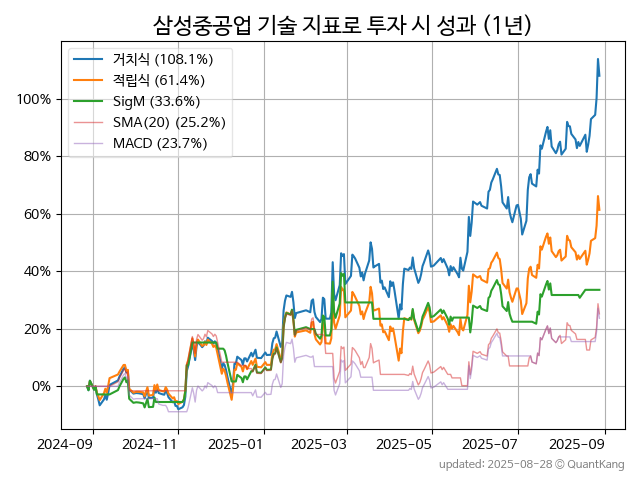 삼성중공업 기술 지표로 투자 시 성과 (1년)
거치식 (108.1%)
적립식 (61.4%)
SigM (33.6%)
SMA(20) (25.2%)
MACD (23.7%)
100%
80%
60%
40%
20%
0%
2024-09 2024-11 2025-01 2025-03 2025-05 2025-07 2025-09
updated: 2025-08-28 ⓒ QuantKang